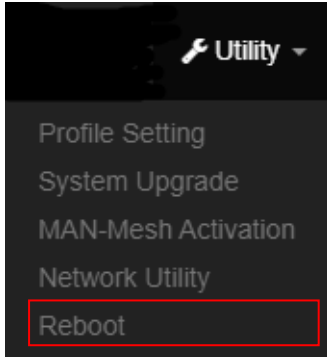 Utility
Profile Setting
System Upgrade
MAN-Mesh Activation
Network Utility
Reboot